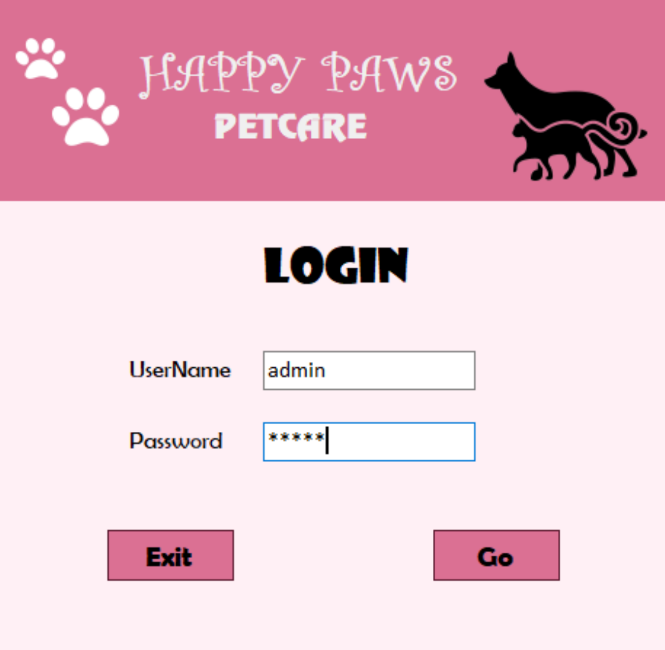 HAPPY PAWS
PETCARE
LOGIN
UserName admin
Password *****
Exit Go